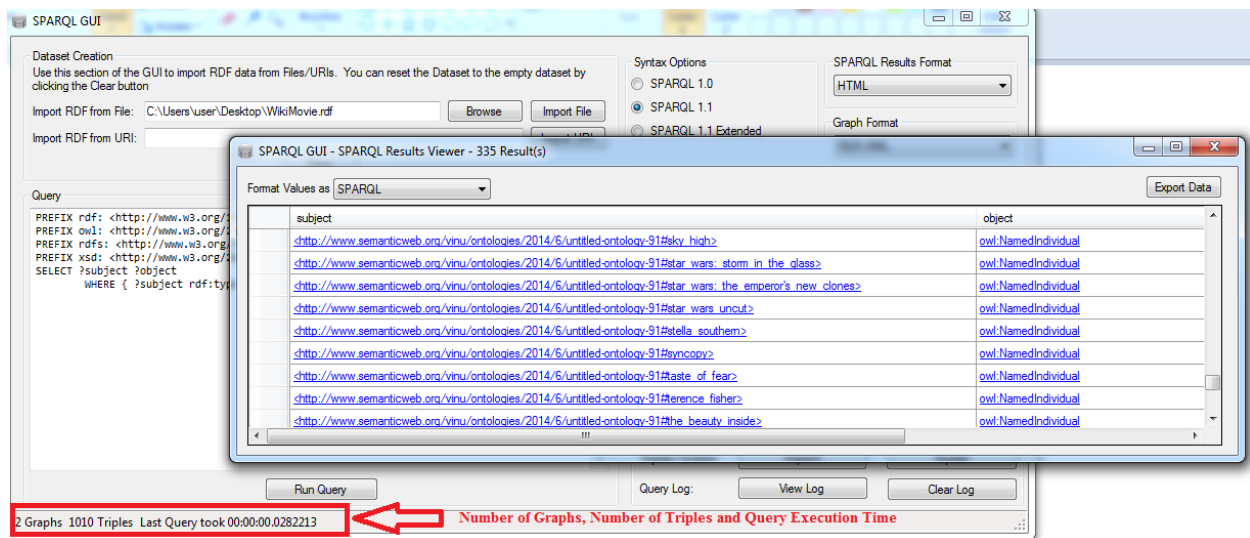 SPARQL GUI
Dataset Creation
Use this section of the GUI to import RDF data from Files/URIs. You can reset the Dataset to the empty dataset by
clicking the Clear button
Import RDF from File: C:\Users\user\Desktop\WikiMovie.rdf Browse Import File
Import RDF from URI:
Syntax Options
SPARQL 1.0
SPARQL 1.1
SPARQL 1.1 Extended
SPARQL Results Format
HTML
Graph Format
Query
PREFIX rdf: <http://www.w3.org/
PREFIX owl: <http://www.w3.org/
PREFIX rdfs: <http://www.w3.org
PREFIX xsd: <http://www.w3.org/
SELECT ?subject ?object
WHERE { ?subject rdf:typ
SPARQL GUI - SPARQL Results Viewer - 335 Result(s)
Format Values as SPARQL Export Data
subject object
<http://www.semanticweb.org/vinu/ontologies/2014/6/untitled-ontology-91#sky_high> owl:NamedIndividual
<http://www.semanticweb.org/vinu/ontologies/2014/6/untitled-ontology-91#star_wars:_storm_in_the_glass> owl:NamedIndividual
<http://www.semanticweb.org/vinu/ontologies/2014/6/untitled-ontology-91#star_wars:_the_emperor's_new_clones> owl:NamedIndividual
<http://www.semanticweb.org/vinu/ontologies/2014/6/untitled-ontology-91#star_wars_uncut> owl:NamedIndividual
<http://www.semanticweb.org/vinu/ontologies/2014/6/untitled-ontology-91#stella_southern> owl:NamedIndividual
<http://www.semanticweb.org/vinu/ontologies/2014/6/untitled-ontology-91#syncopy> owl:NamedIndividual
<http://www.semanticweb.org/vinu/ontologies/2014/6/untitled-ontology-91#taste_of_fear> owl:NamedIndividual
<http://www.semanticweb.org/vinu/ontologies/2014/6/untitled-ontology-91#terence_fisher> owl:NamedIndividual
<http://www.semanticweb.org/vinu/ontologies/2014/6/untitled-ontology-91#the_beauty_inside> owl:NamedIndividual
Run Query
Query Log: View Log Clear Log
2 Graphs 1010 Triples Last Query took 00:00:00.0282213
Number of Graphs, Number of Triples and Query Execution Time